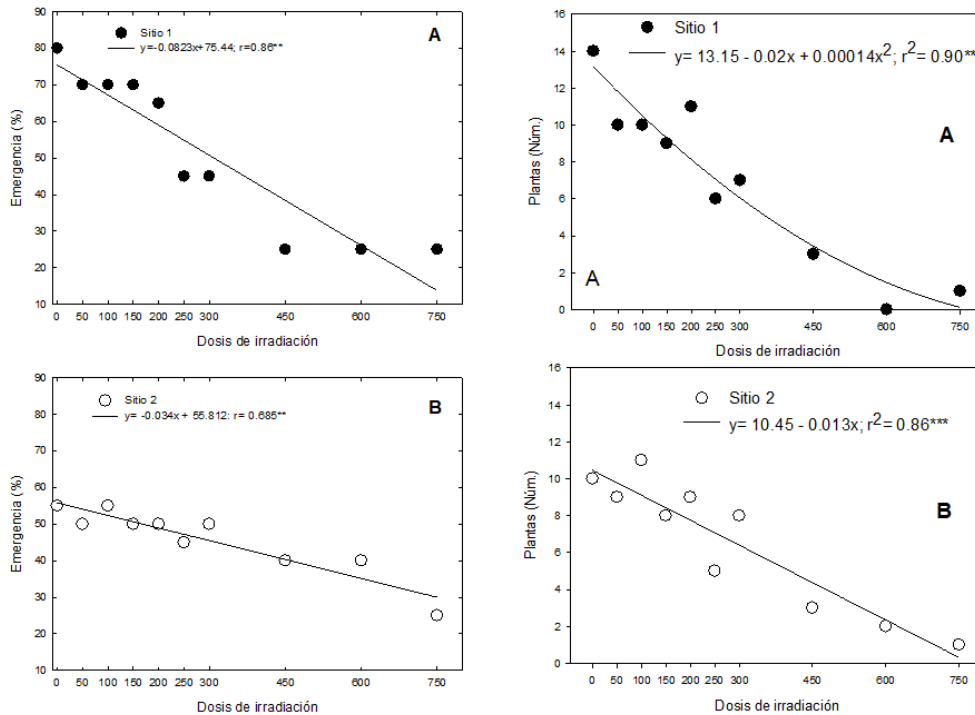 90
80
70
60
50
40
30
20
10
Emergencia (%)
Sitio 1
y=-0.0823x+75.44; r=0.86**
A
0 50 100 150 200 250 300 450 600 750
Dosis de irradiación
16
14
12
10
8
6
4
2
0
Plantas (Núm.)
Sitio 1
y= 13.15 - 0.02x + 0.00014x²; r²= 0.90**
A
A
0 50 100 150 200 250 300 450 600 750
Dosis de irradiación
90
80
70
60
50
40
30
20
10
Emergencia (%)
Sitio 2
y= -0.034x + 55.812: r= 0.685**
B
0 50 100 150 200 250 300 450 600 750
Dosis de irradiación
16
14
12
10
8
6
4
2
0
Plantas (Núm.)
Sitio 2
y= 10.45 - 0.013x; r²= 0.86***
B
0 50 100 150 200 250 300 450 600 750
Dosis de irradiación